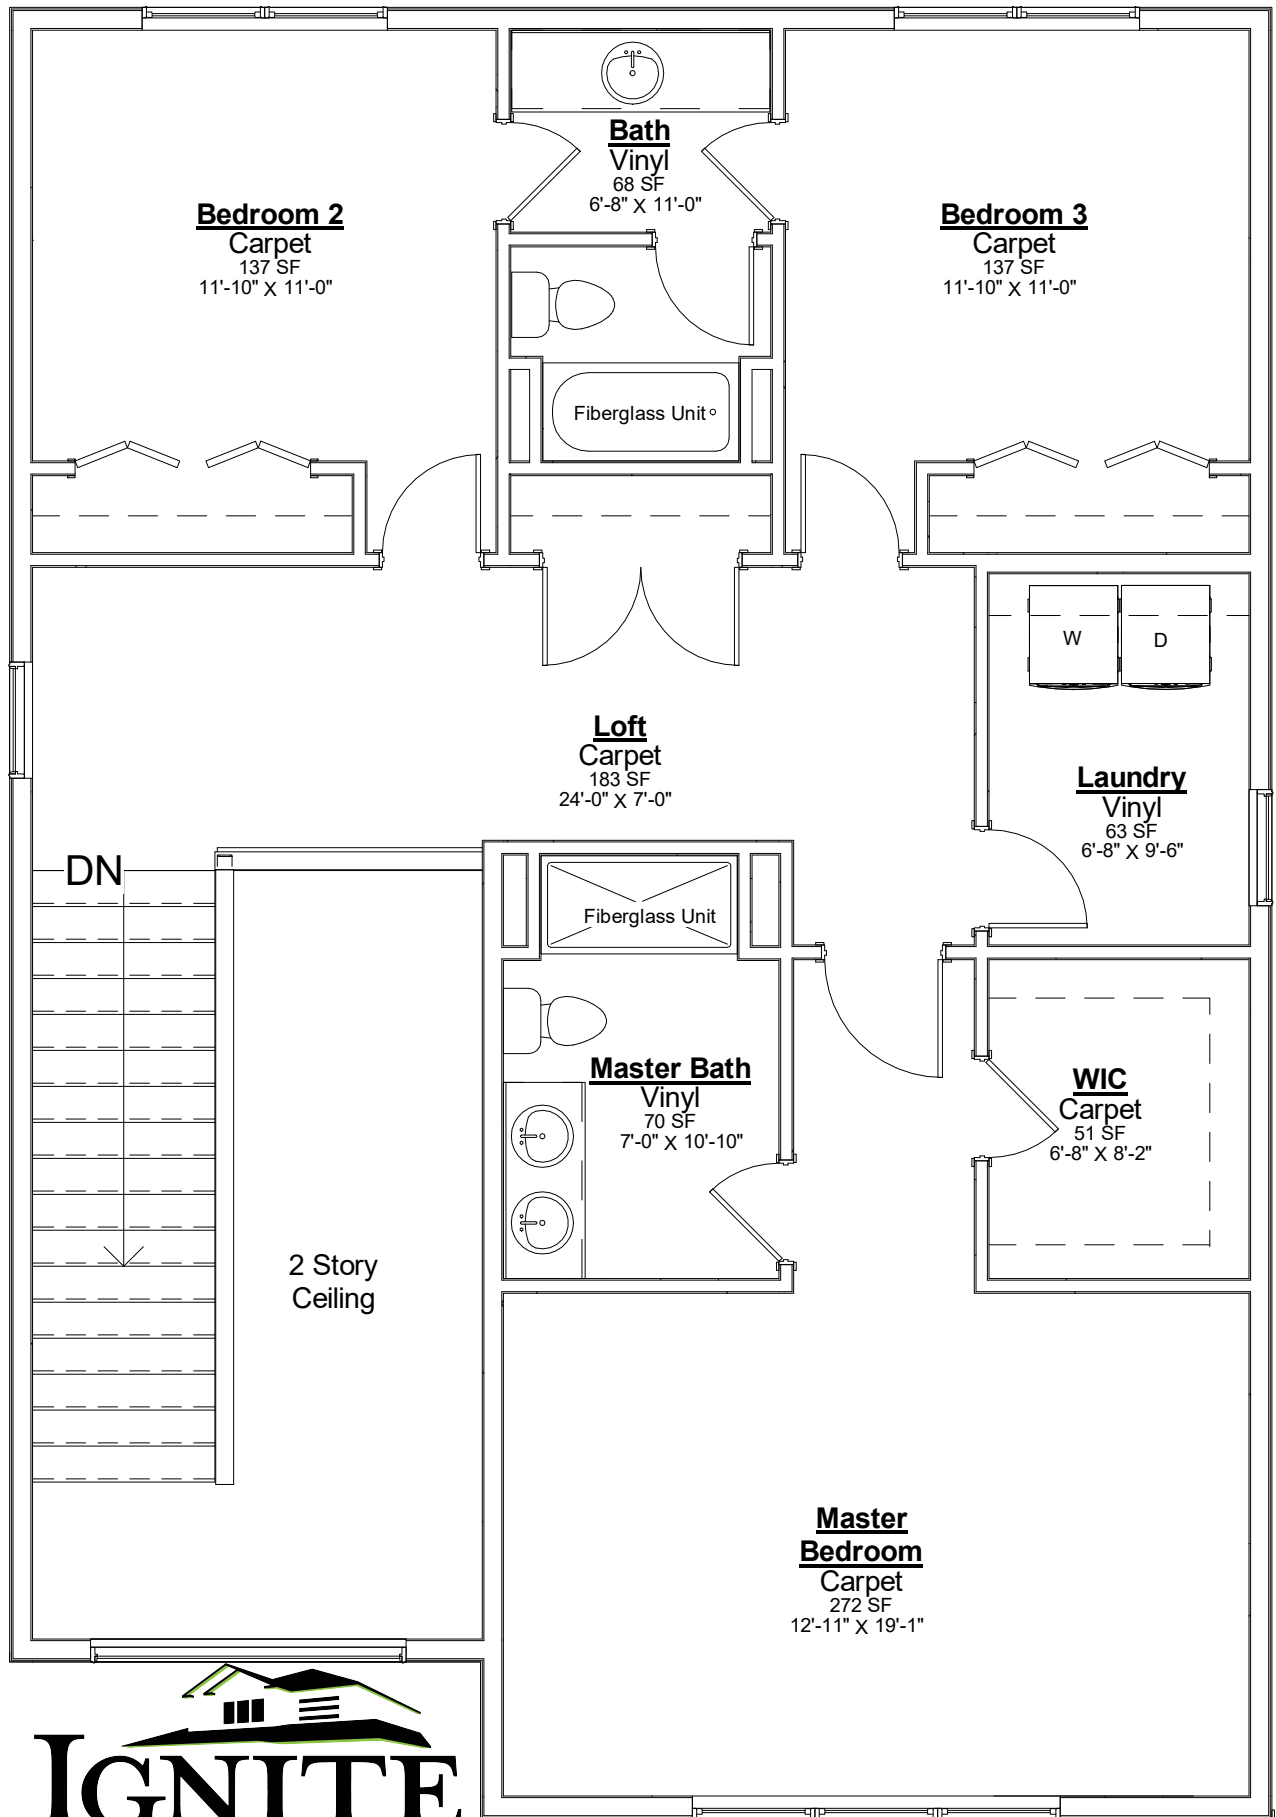 Bath
Vinyl
68 SF
6'-8" X 11'-0"
Bedroom 2
Carpet
137 SF
11'-10" X 11'-0"
Bedroom 3
Carpet
137 SF
11'-10" X 11'-0"
Fiberglass Unit
W
D
Loft
Carpet
183 SF
24'-0" X 7'-0"
Laundry
Vinyl
63 SF
6'-8" X 9'-6"
DN
Fiberglass Unit
Master Bath
Vinyl
70 SF
7'-0" X 10'-10"
WIC
Carpet
51 SF
6'-8" X 8'-2"
2 Story
Ceiling
Master
Bedroom
Carpet
272 SF
12'-11" X 19'-1"
IGNITE